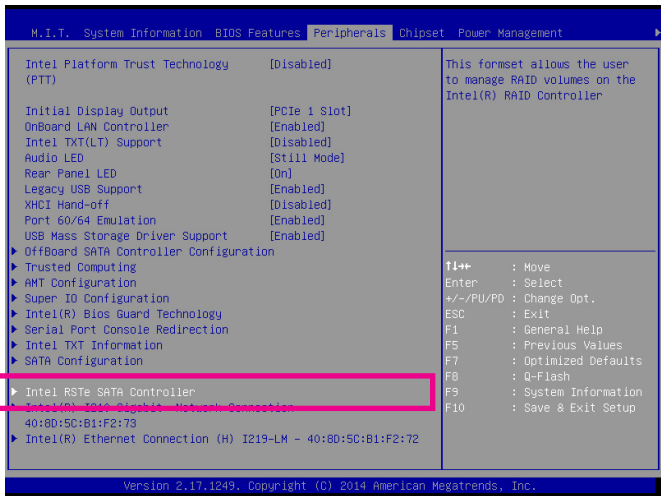 M.I.T. System Information BIOS Features Peripherals Chipset Power Management
Intel Platform Trust Technology [Disabled]
(PTT)
Initial Display Output [PCIe 1 Slot]
OnBoard LAN Controller [Enabled]
Intel TXT(LT) Support [Disabled]
Audio LED [Still Mode]
Rear Panel LED [On]
Legacy USB Support [Enabled]
XHCI Hand-off [Disabled]
Port 60/64 Emulation [Enabled]
USB Mass Storage Driver Support [Enabled]
OffBoard SATA Controller Configuration
Trusted Computing
AMT Configuration
Super IO Configuration
Intel(R) Bios Guard Technology
Serial Port Console Redirection
Intel TXT Information
SATA Configuration
Intel RSTe SATA Controller
Intel(R) I210 Gigabit Network Connection
40:8D:5C:B1:F2:73
Intel(R) Ethernet Connection (H) I219-LM - 40:8D:5C:B1:F2:72
This formset allows the user
to manage RAID volumes on the
Intel(R) RAID Controller
↑↓→← : Move
Enter : Select
+/-/PU/PD : Change Opt.
ESC : Exit
F1 : General Help
F5 : Previous Values
F7 : Optimized Defaults
F8 : Q-Flash
F9 : System Information
F10 : Save & Exit Setup
Version 2.17.1249. Copyright (C) 2014 American Megatrends, Inc.